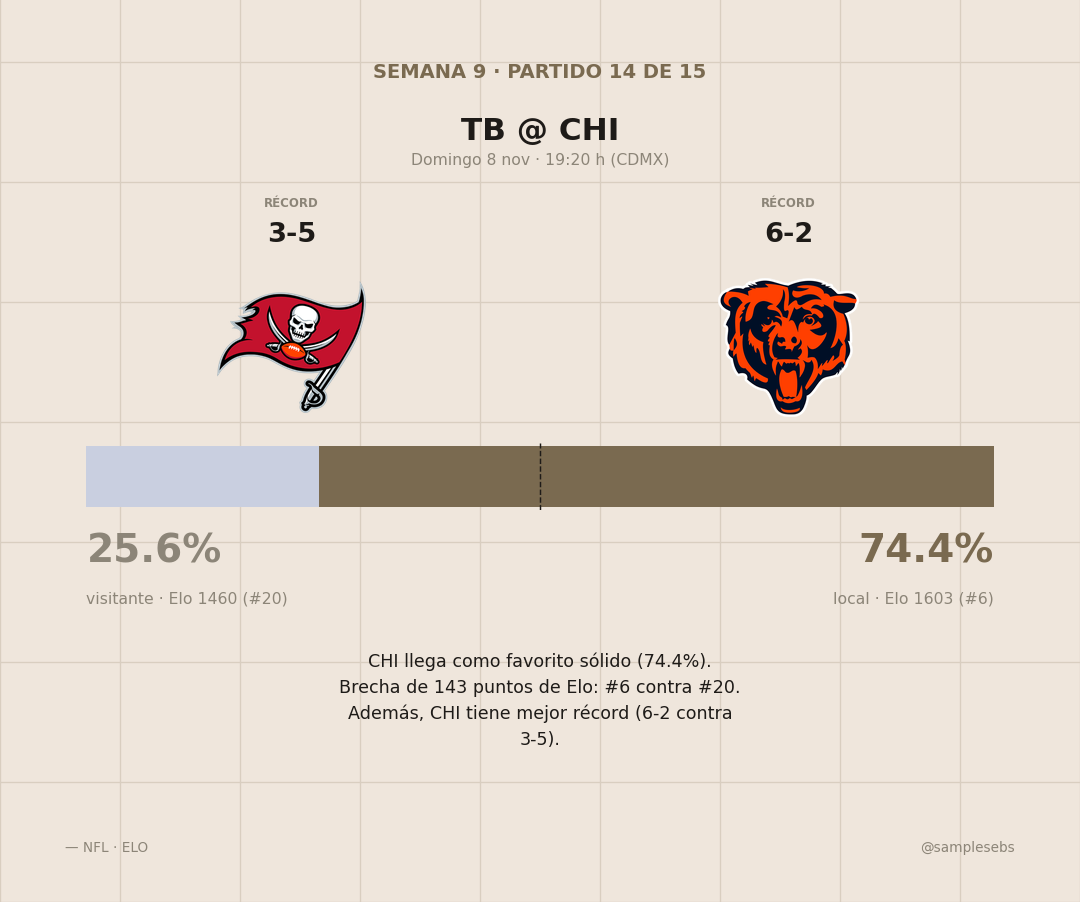 SEMANA 9 · PARTIDO 14 DE 15
TB @ CHI
Domingo 8 nov · 19:20 h (CDMX)
RÉCORD
3-5
RÉCORD
6-2
25.6%
74.4%
visitante · Elo 1460 (#20)
local · Elo 1603 (#6)
CHI llega como favorito sólido (74.4%).
Brecha de 143 puntos de Elo: #6 contra #20.
Además, CHI tiene mejor récord (6-2 contra
3-5).
— NFL · ELO
@samplesebs